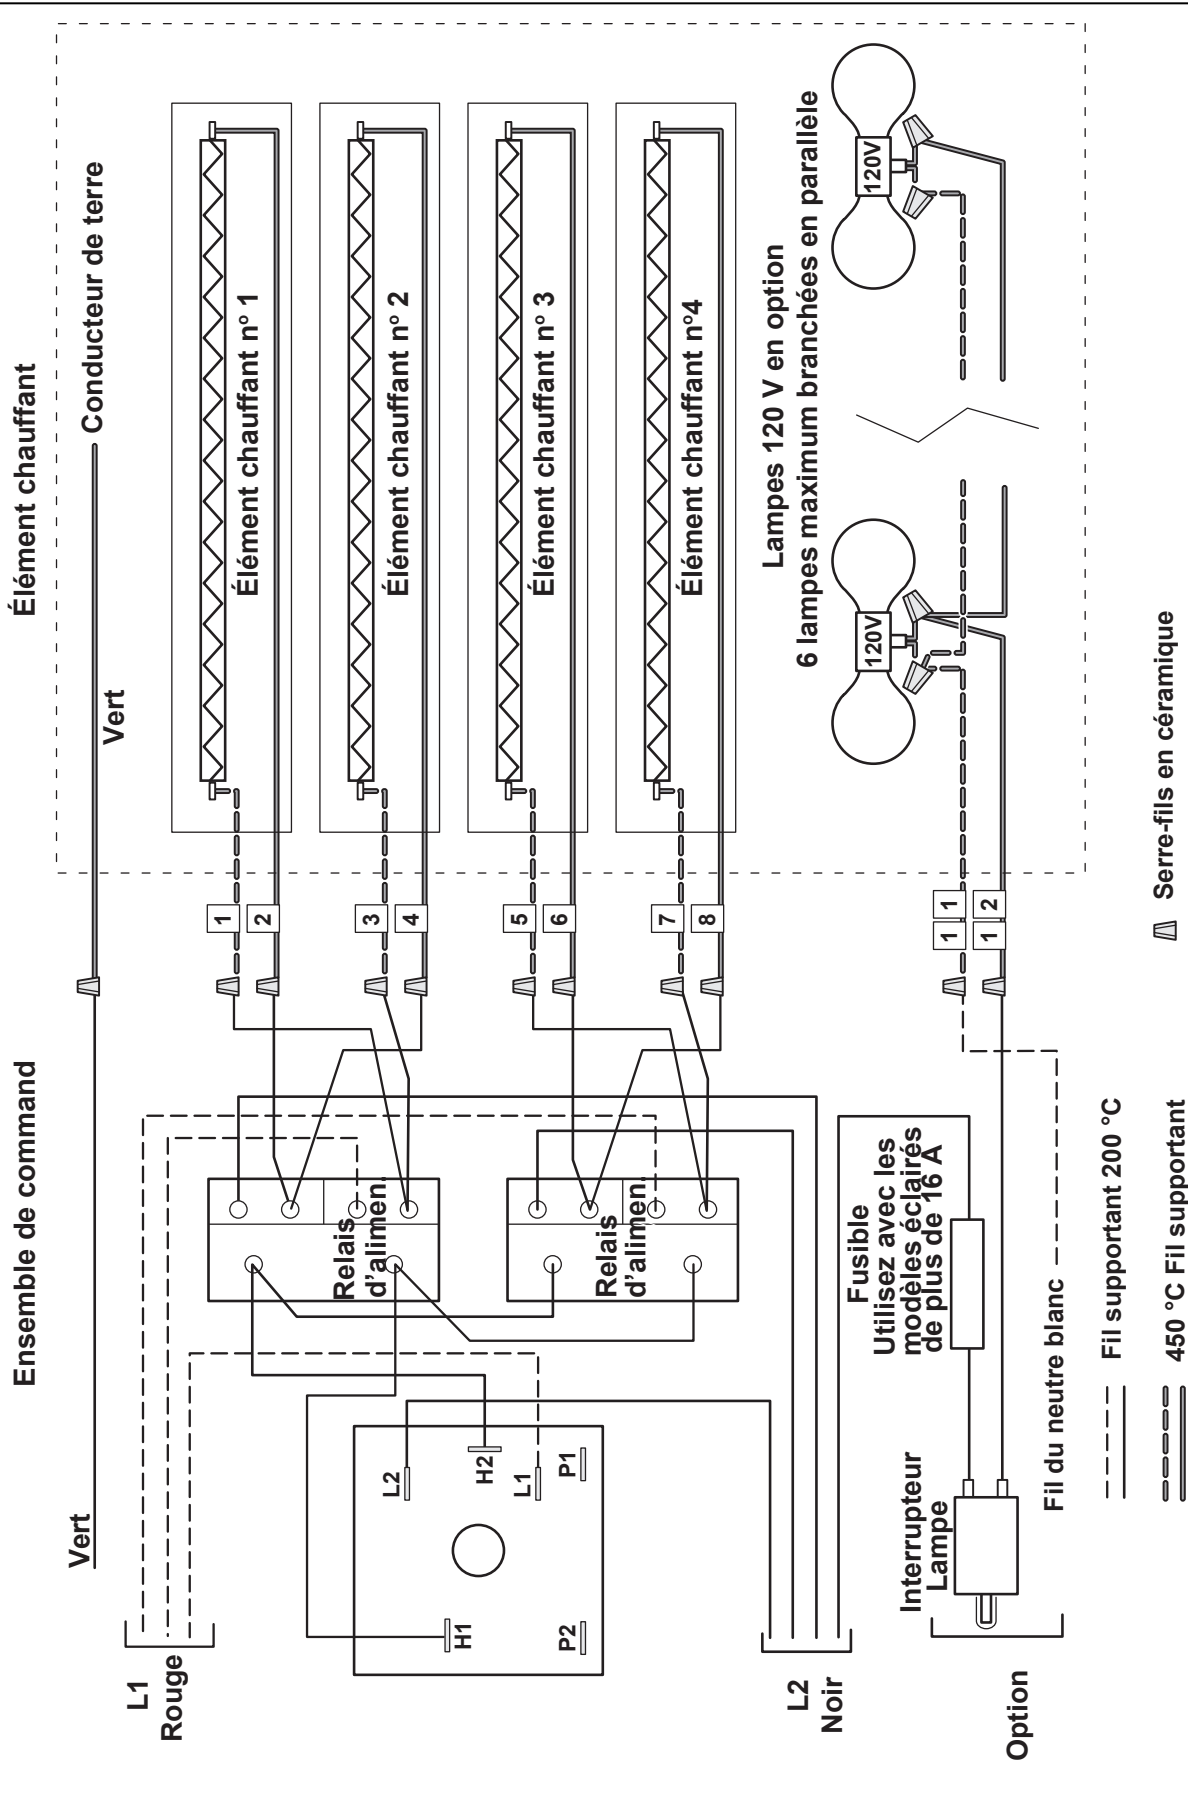 Élément chauffant
Ensemble de command
Conducteur de terre
Vert
Vert
Élément chauffant nº 1
Élément chauffant nº 2
Élément chauffant nº 3
Élément chauffant nº4
1
2
3
4
5
6
7
8
1 1
1 2
Lampes 120 V en option
6 lampes maximum branchées en parallèle
120V
120V
L1
Rouge
Relais
d'alimen.
Relais
d'alimen.
L2
H2
L1
P1
H1
P2
L2
Noir
Fusible
Utilisez avec les
modèles éclairés
de plus de 16 A
Interrupteur
Lampe
Option
Fil du neutre blanc
Fil supportant 200 °C
450 °C Fil supportant
Serre-fils en céramique